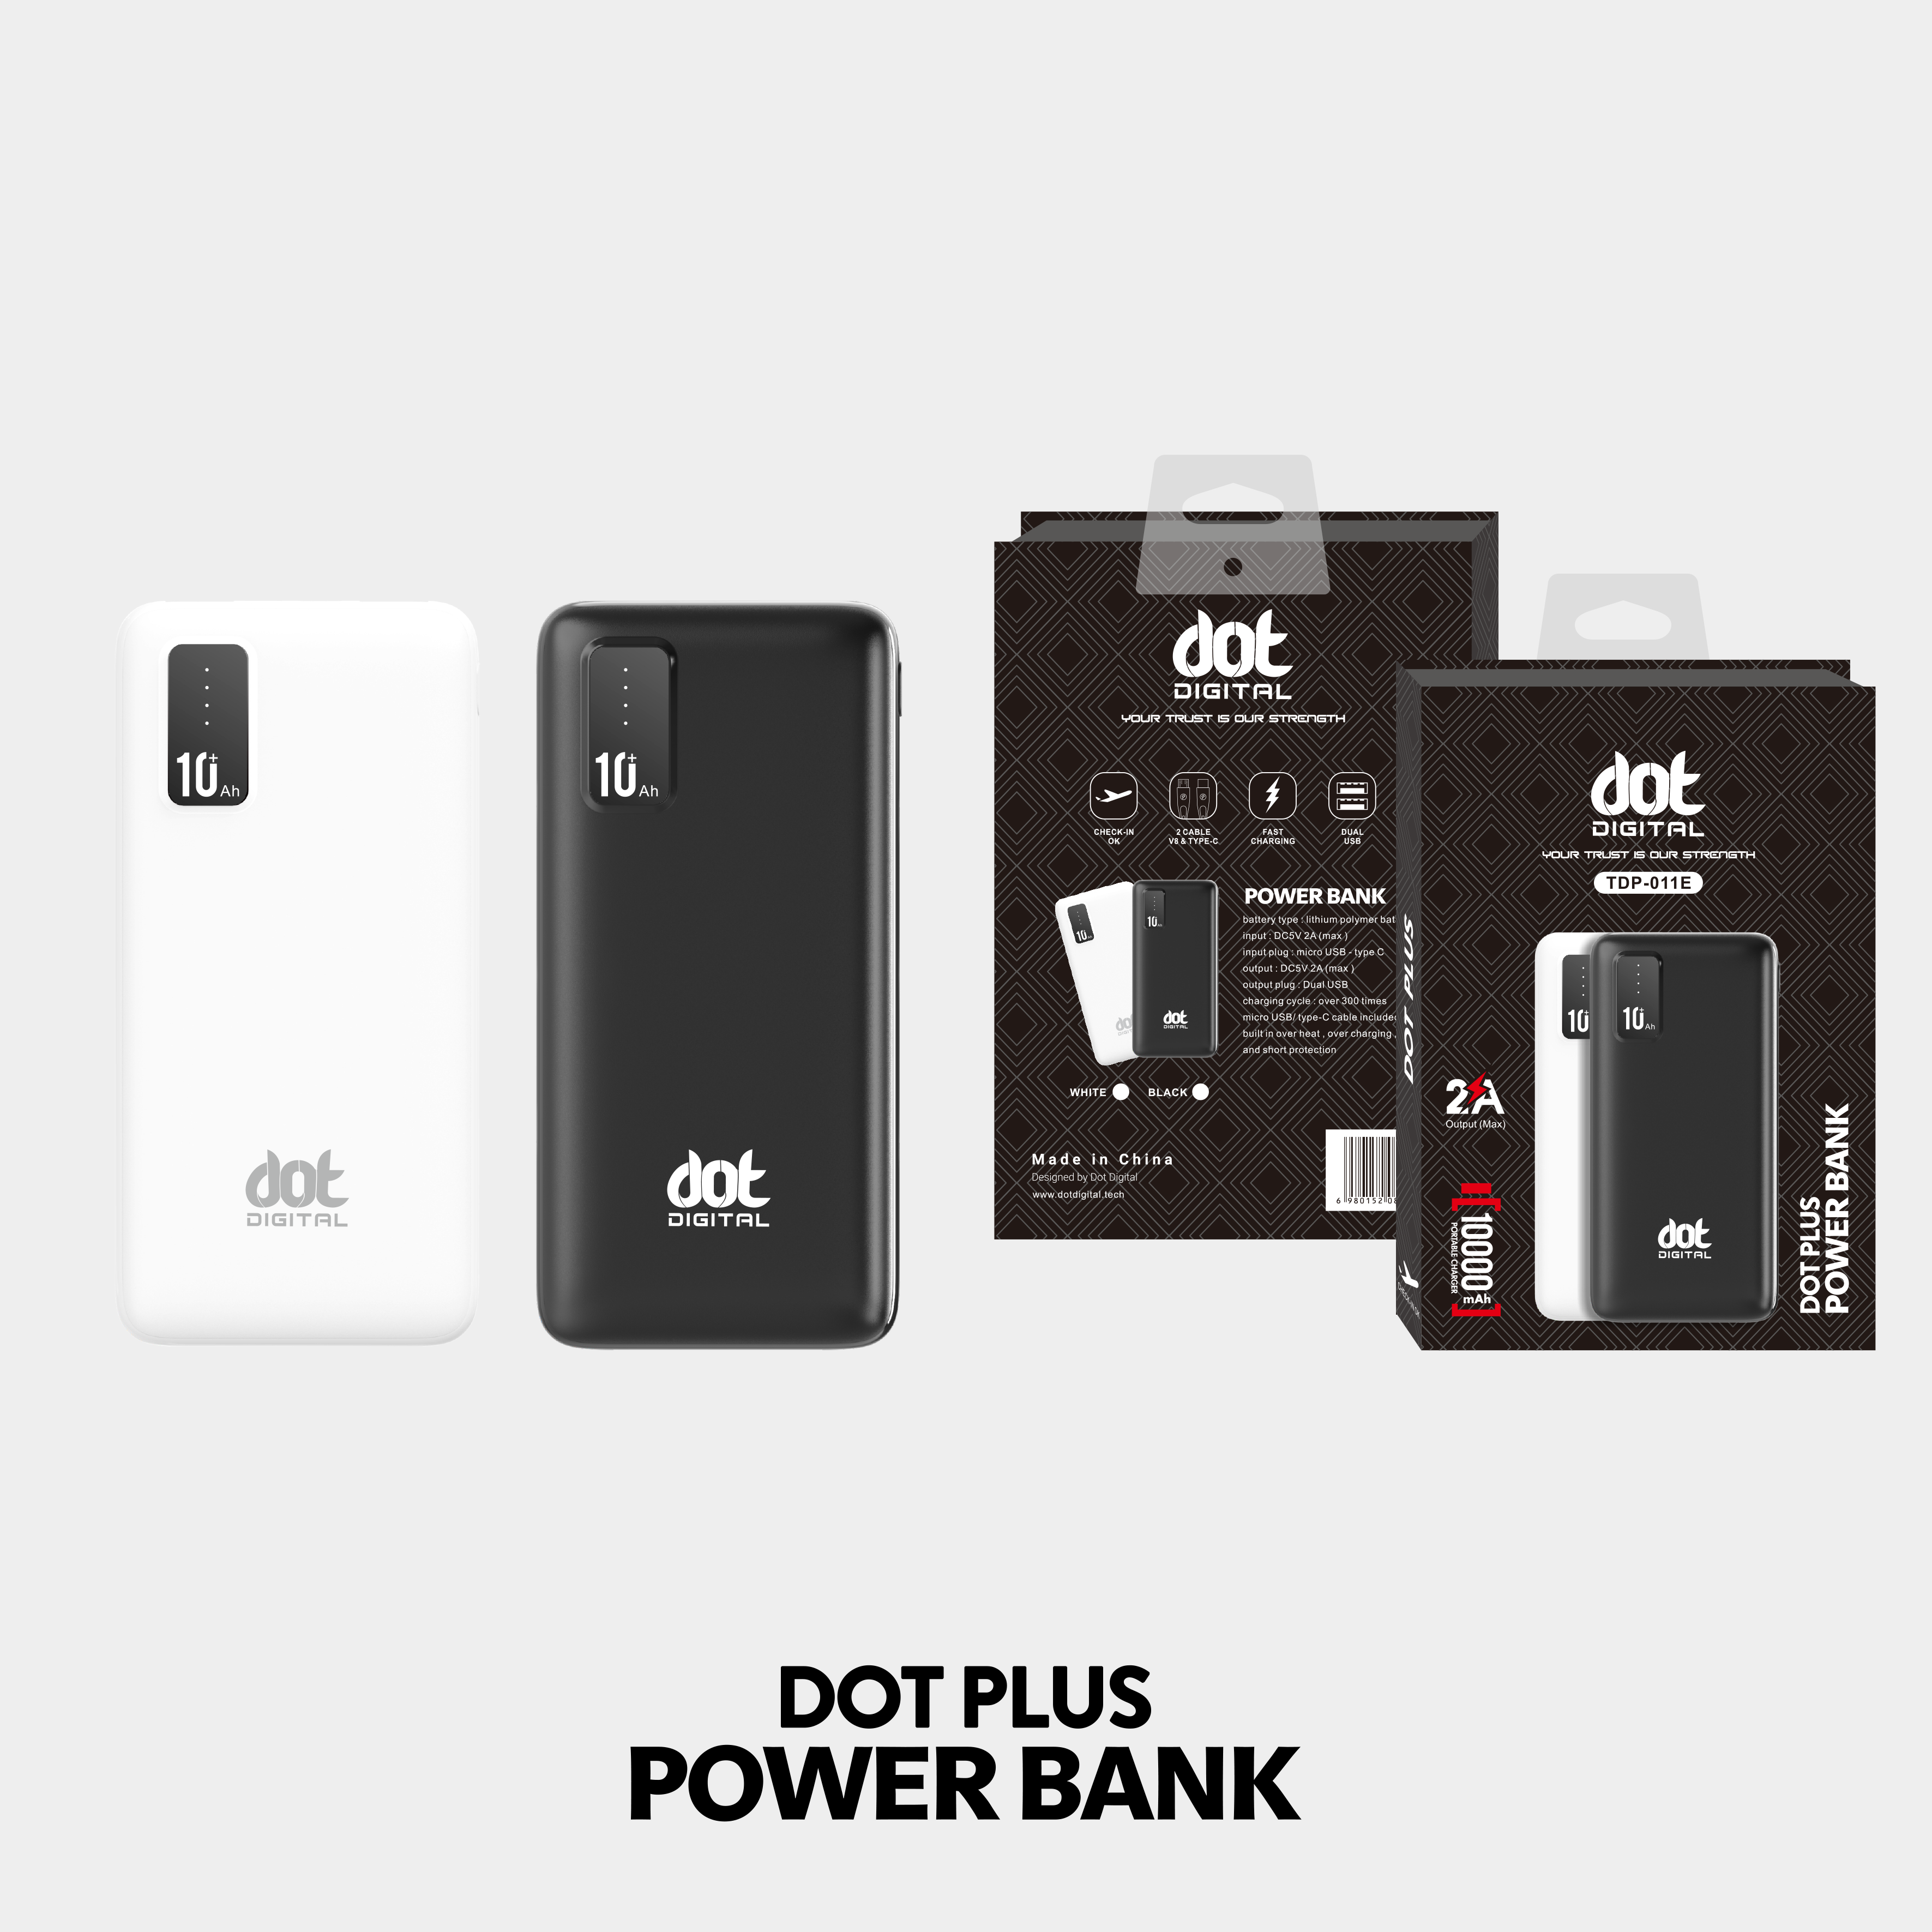 10+Ah
dot
DIGITAL
10+Ah
dot
DIGITAL
dot
DIGITAL
YOUR TRUST IS OUR STRENGTH
CHECK-IN
OK
2 CABLE
V8 & TYPE-C
FAST
CHARGING
DUAL
USB
10
dot
10
dot
DIGITAL
POWER BANK
battery type : lithium polymer bat
input : DC5V 2A (max )
input plug : micro USB - type C
output : DC5V 2A (max )
output plug : Dual USB
charging cycle : over 300 times
micro USB/ type-C cable include
built in over heat , over charging ,
and short protection
WHITE
BLACK
Made in China
Designed by Dot Digital
www.dotdigital.tech
6 980152 0
DOT PLUS
dot
DIGITAL
YOUR TRUST IS OUR STRENGTH
TDP-011E
10
10+Ah
dot
DIGITAL
2A
Output (Max)
10000
mAh
PORTABLE CHARGER
DOT PLUS
POWER BANK
DOT PLUS
POWER BANK